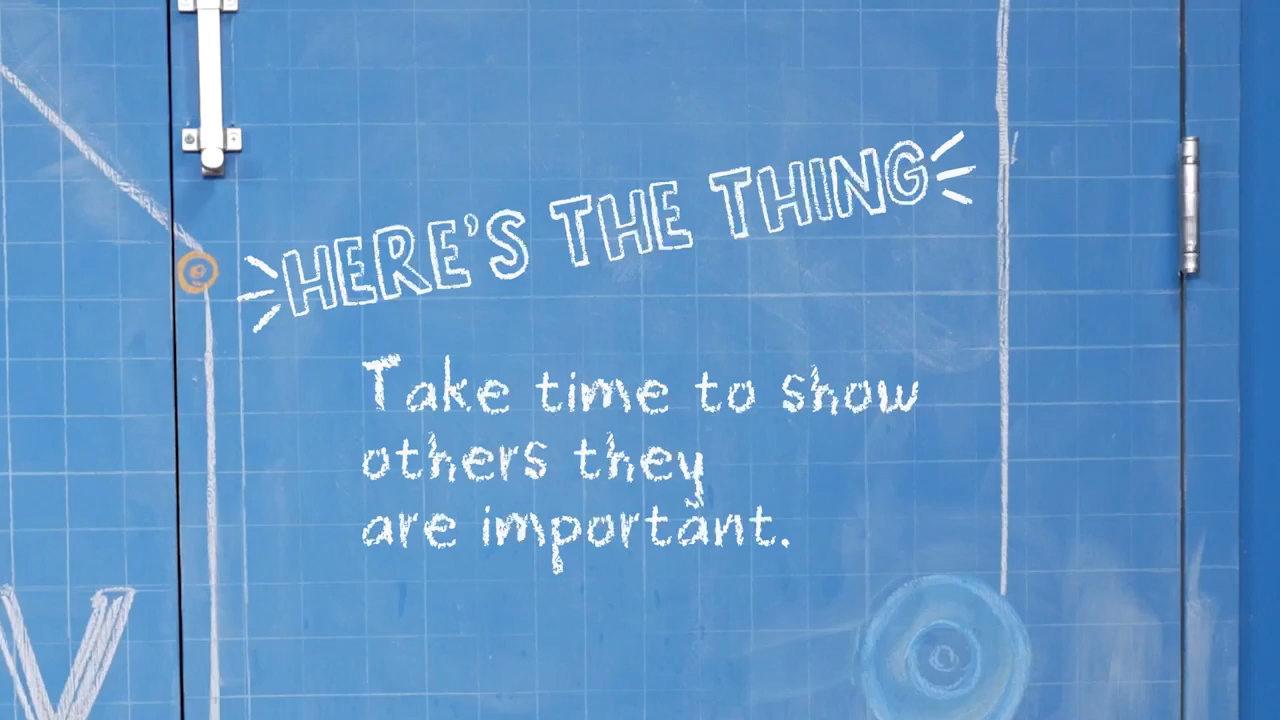 HERE'S THE THING
Take time to show
others they
are important.
V